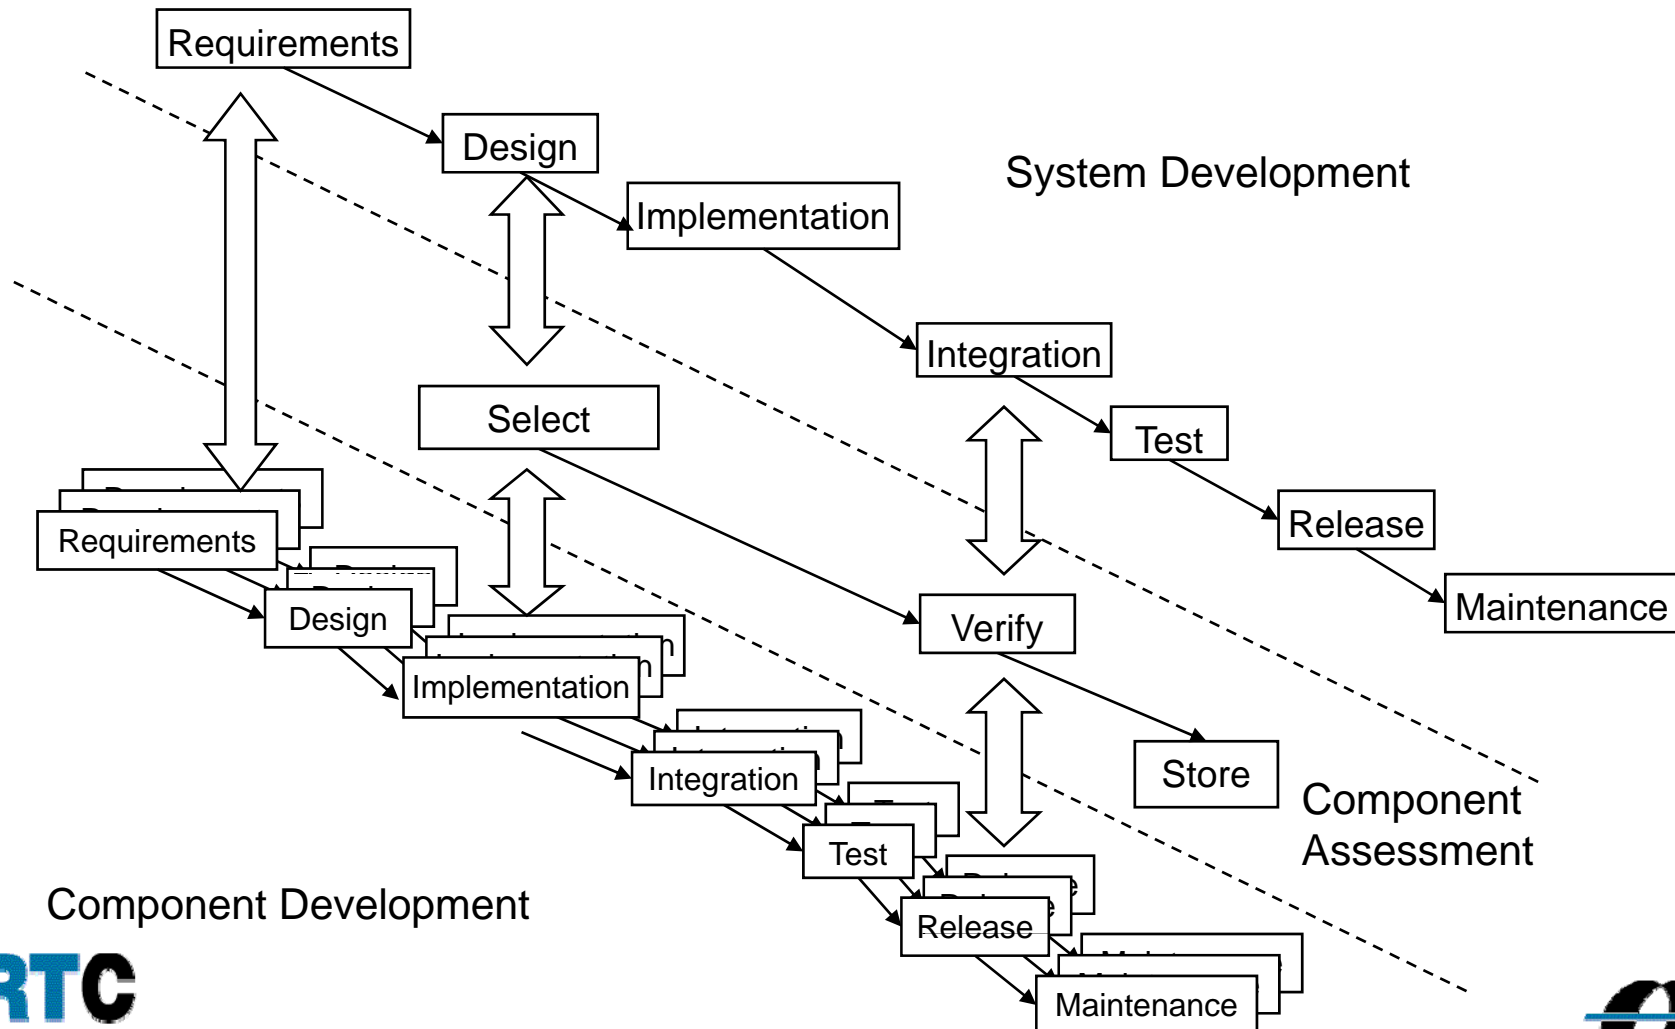 Requirements
Design
System Development
Implementation
Integration
Select
Test
Release
Requirements
Maintenance
Design
Verify
Implementation
Store
Integration
Component
Assessment
Test
Component Development
Release
RTC
Maintenance